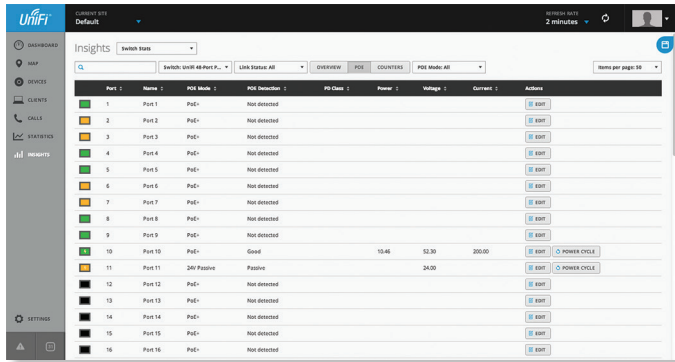 UniFi
CURRENT SITE
Default
REFRESH RATE
2 minutes
DASHBOARD
MAP
DEVICES
CLIENTS
CALLS
STATISTICS
INSIGHTS
SETTINGS
Insights Switch Stats
Switch: UniFi 48-Port P... Link Status: All OVERVIEW POE COUNTERS POE Mode: All Items per page: 50
Port Name POE Mode POE Detection PD Class Power Voltage Current Actions
1 Port 1 PoE+ Not detected EDIT
2 Port 2 PoE+ Not detected EDIT
3 Port 3 PoE+ Not detected EDIT
4 Port 4 PoE+ Not detected EDIT
5 Port 5 PoE+ Not detected EDIT
6 Port 6 PoE+ Not detected EDIT
7 Port 7 PoE+ Not detected EDIT
8 Port 8 PoE+ Not detected EDIT
9 Port 9 PoE+ Not detected EDIT
10 Port 10 PoE+ Good 10.46 52.30 200.00 EDIT POWER CYCLE
11 Port 11 24V Passive Passive 24.00 EDIT POWER CYCLE
12 Port 12 PoE+ Not detected EDIT
13 Port 13 PoE+ Not detected EDIT
14 Port 14 PoE+ Not detected EDIT
15 Port 15 PoE+ Not detected EDIT
16 Port 16 PoE+ Not detected EDIT